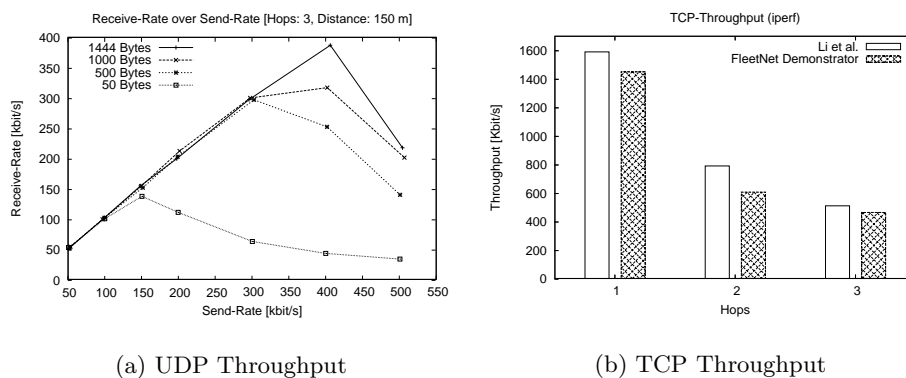 Receive-Rate over Send-Rate [Hops: 3, Distance: 150 m]
400
350
300
250
200
150
100
50
0
Receive-Rate [kbit/s]
1444 Bytes
1000 Bytes
500 Bytes
50 Bytes
50 100 150 200 250 300 350 400 450 500 550
Send-Rate [kbit/s]
(a) UDP Throughput
TCP-Throughput (iperf)
1600
1400
1200
1000
800
600
400
200
0
Throughput [Kbit/s]
Li et al.
FleetNet Demonstrator
1 2 3
Hops
(b) TCP Throughput